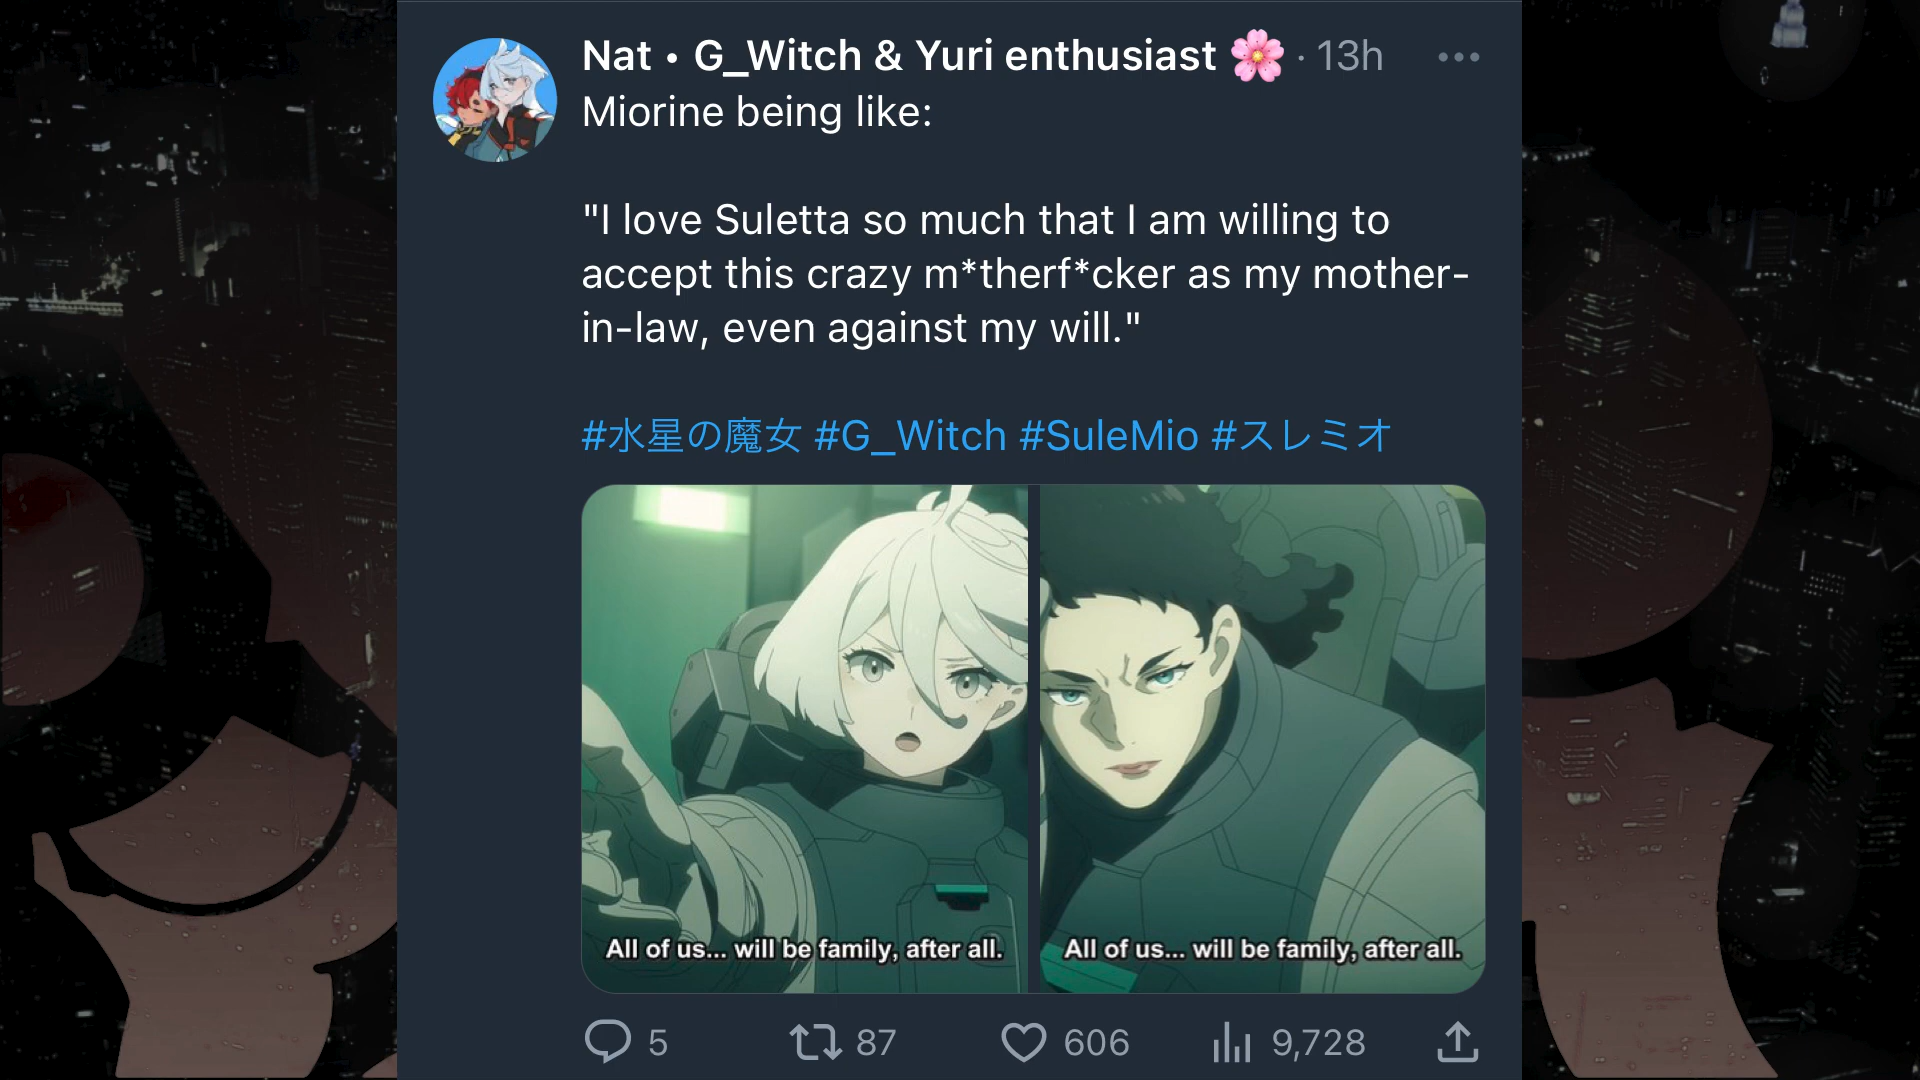 Nat • G_Witch & Yuri enthusiast 🌸 · 13h
Miorine being like:
"I love Suletta so much that I am willing to
accept this crazy m*therf*cker as my mother-
in-law, even against my will."
#水星の魔女 #G_Witch #SuleMio #スレミオ
All of us... will be family, after all.
All of us... will be family, after all.
5 87 606 9,728